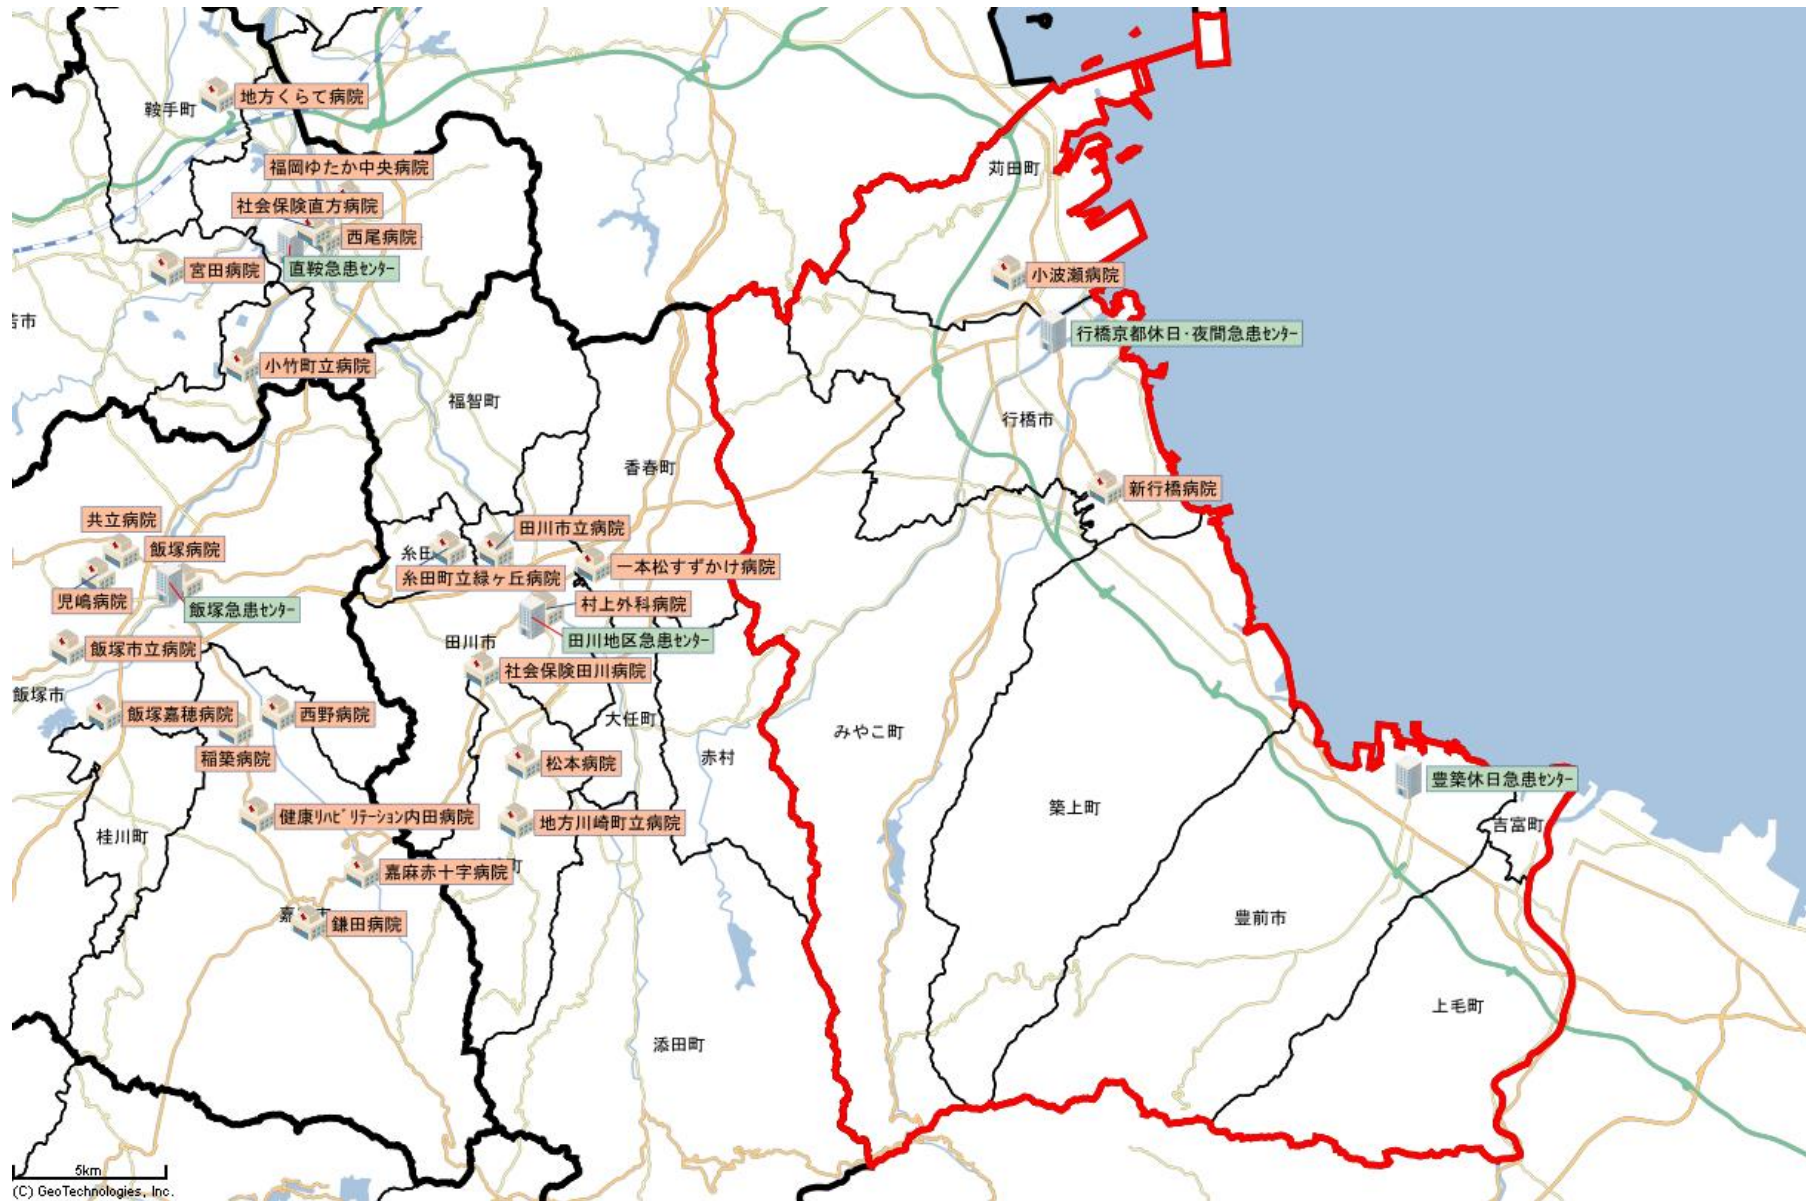 鞍手町
地方くらて病院
福岡ゆたか中央病院
社会保険直方病院
西尾病院
宮田病院
直鞍急患ｾﾝﾀｰ
苅田町
小波瀬病院
行橋京都休日・夜間急患ｾﾝﾀｰ
市
小竹町立病院
福智町
行橋市
香春町
新行橋病院
共立病院
飯塚病院
児嶋病院
飯塚急患ｾﾝﾀｰ
飯塚市立病院
田川市立病院
糸田
糸田町立緑ヶ丘病院
一本松すずかけ病院
村上外科病院
田川市
田川地区急患ｾﾝﾀｰ
社会保険田川病院
飯塚市
飯塚嘉穂病院
西野病院
稲築病院
大任町
赤村
みやこ町
松本病院
豊築休日急患ｾﾝﾀｰ
吉富町
築上町
健康ﾘﾊﾋﾞﾘﾃｰｼｮﾝ内田病院
地方川崎町立病院
桂川町
嘉麻赤十字病院
町
嘉
市
鎌田病院
豊前市
上毛町
添田町
5km
(C) GeoTechnologies, Inc.